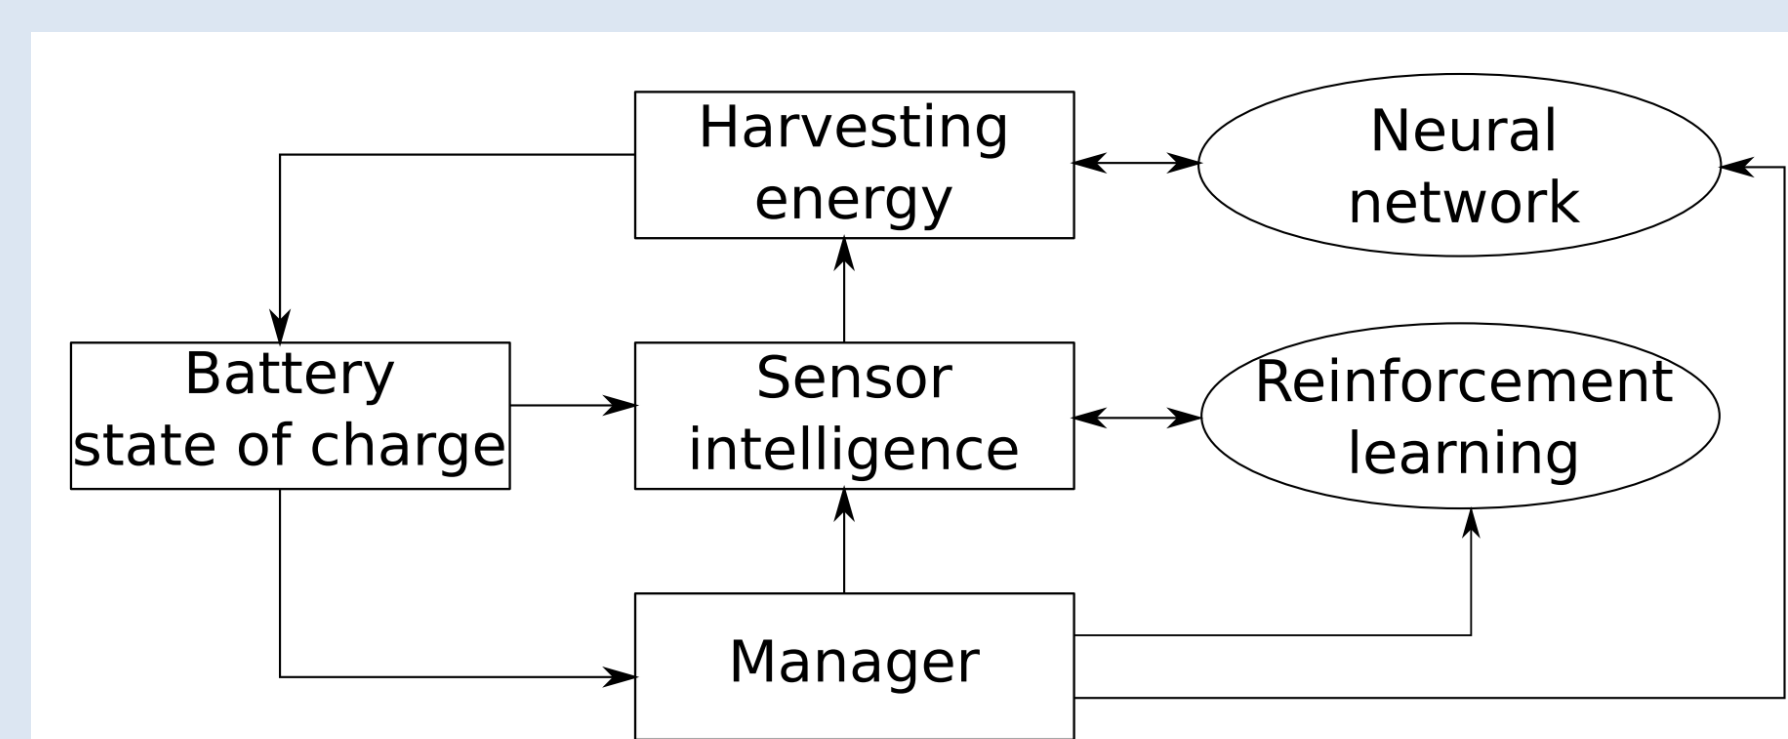 Harvesting
energy
Neural
network
Battery
state of charge
Sensor
intelligence
Reinforcement
learning
Manager